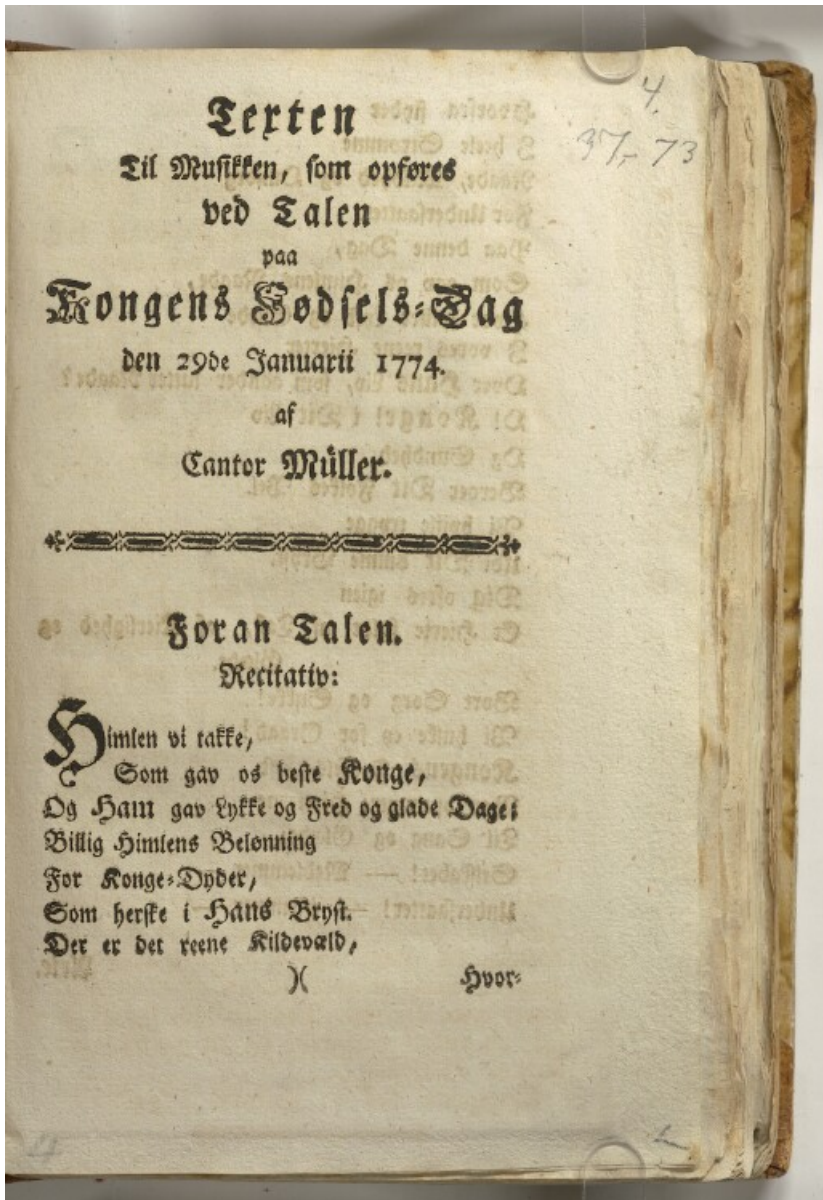 4.
37,- 73
Texten
Til Musikken, som opføres
ved Talen
paa
Kongens Fødsels-Dag
den 29de Januarii 1774.
af
Cantor Müller.
Foran Talen.
Recitativ:
Himlen vi takke,
Som gav os beste Konge,
Og Ham gav Lykke og Fred og glade Dage;
Billig Himlens Belønning
For Konge-Dyder,
Som herske i Hans Bryst.
Der er det reene Kildevæld,
)( Hvor-